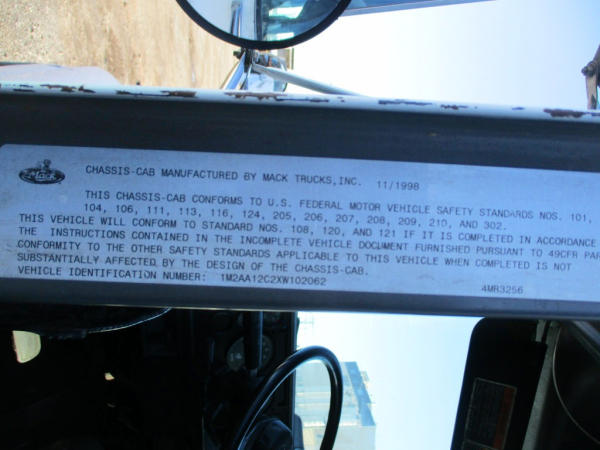 Mack
CHASSIS-CAB MANUFACTURED BY MACK TRUCKS, INC. 11/1998
THIS CHASSIS-CAB CONFORMS TO U.S. FEDERAL MOTOR VEHICLE SAFETY STANDARDS NOS. 101,
104, 106, 111, 113, 116, 124, 205, 206, 207, 208, 209, 210, AND 302.
THIS VEHICLE WILL CONFORM TO STANDARD NOS. 108, 120, AND 121 IF IT IS COMPLETED IN ACCORDANCE
THE INSTRUCTIONS CONTAINED IN THE INCOMPLETE VEHICLE DOCUMENT FURNISHED PURSUANT TO 49CFR PAR
CONFORMITY TO THE OTHER SAFETY STANDARDS APPLICABLE TO THIS VEHICLE WHEN COMPLETED IS NOT
SUBSTANTIALLY AFFECTED BY THE DESIGN OF THE CHASSIS-CAB.
VEHICLE IDENTIFICATION NUMBER: 1M2AA12C2XW102062
4MR3256